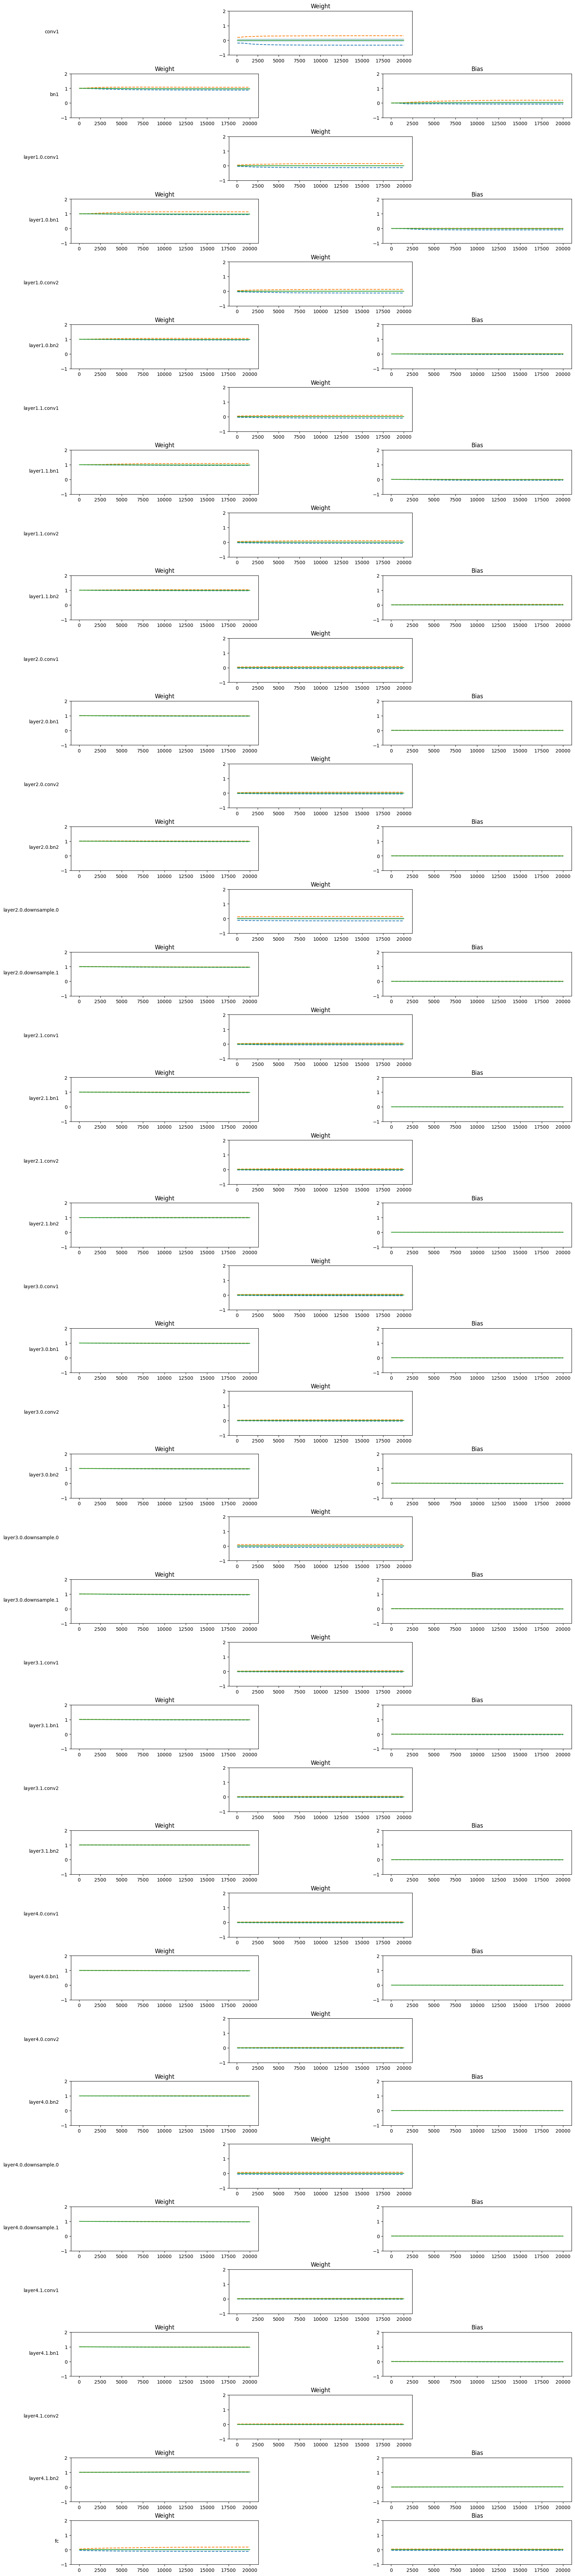 Weight
2
1
conv1
0
−1
0 2500 5000 7500 10000 12500 15000 17500 20000
Weight Bias
2 2
1 1
bn1
0 0
−1 −1
0 2500 5000 7500 10000 12500 15000 17500 20000 0 2500 5000 7500 10000 12500 15000 17500 20000
Weight
2
1
layer1.0.conv1
0
−1
0 2500 5000 7500 10000 12500 15000 17500 20000
Weight Bias
2 2
1 1
layer1.0.bn1
0 0
−1 −1
0 2500 5000 7500 10000 12500 15000 17500 20000 0 2500 5000 7500 10000 12500 15000 17500 20000
Weight
2
1
layer1.0.conv2
0
−1
0 2500 5000 7500 10000 12500 15000 17500 20000
Weight Bias
2 2
1 1
layer1.0.bn2
0 0
−1 −1
0 2500 5000 7500 10000 12500 15000 17500 20000 0 2500 5000 7500 10000 12500 15000 17500 20000
Weight
2
1
layer1.1.conv1
0
−1
0 2500 5000 7500 10000 12500 15000 17500 20000
Weight Bias
2 2
1 1
layer1.1.bn1
0 0
−1 −1
0 2500 5000 7500 10000 12500 15000 17500 20000 0 2500 5000 7500 10000 12500 15000 17500 20000
Weight
2
1
layer1.1.conv2
0
−1
0 2500 5000 7500 10000 12500 15000 17500 20000
Weight Bias
2 2
1 1
layer1.1.bn2
0 0
−1 −1
0 2500 5000 7500 10000 12500 15000 17500 20000 0 2500 5000 7500 10000 12500 15000 17500 20000
Weight
2
1
layer2.0.conv1
0
−1
0 2500 5000 7500 10000 12500 15000 17500 20000
Weight Bias
2 2
1 1
layer2.0.bn1
0 0
−1 −1
0 2500 5000 7500 10000 12500 15000 17500 20000 0 2500 5000 7500 10000 12500 15000 17500 20000
Weight
2
1
layer2.0.conv2
0
−1
0 2500 5000 7500 10000 12500 15000 17500 20000
Weight Bias
2 2
1 1
layer2.0.bn2
0 0
−1 −1
0 2500 5000 7500 10000 12500 15000 17500 20000 0 2500 5000 7500 10000 12500 15000 17500 20000
Weight
2
1
layer2.0.downsample.0
0
−1
0 2500 5000 7500 10000 12500 15000 17500 20000
Weight Bias
2 2
1 1
layer2.0.downsample.1
0 0
−1 −1
0 2500 5000 7500 10000 12500 15000 17500 20000 0 2500 5000 7500 10000 12500 15000 17500 20000
Weight
2
1
layer2.1.conv1
0
−1
0 2500 5000 7500 10000 12500 15000 17500 20000
Weight Bias
2 2
1 1
layer2.1.bn1
0 0
−1 −1
0 2500 5000 7500 10000 12500 15000 17500 20000 0 2500 5000 7500 10000 12500 15000 17500 20000
Weight
2
1
layer2.1.conv2
0
−1
0 2500 5000 7500 10000 12500 15000 17500 20000
Weight Bias
2 2
1 1
layer2.1.bn2
0 0
−1 −1
0 2500 5000 7500 10000 12500 15000 17500 20000 0 2500 5000 7500 10000 12500 15000 17500 20000
Weight
2
1
layer3.0.conv1
0
−1
0 2500 5000 7500 10000 12500 15000 17500 20000
Weight Bias
2 2
1 1
layer3.0.bn1
0 0
−1 −1
0 2500 5000 7500 10000 12500 15000 17500 20000 0 2500 5000 7500 10000 12500 15000 17500 20000
Weight
2
1
layer3.0.conv2
0
−1
0 2500 5000 7500 10000 12500 15000 17500 20000
Weight Bias
2 2
1 1
layer3.0.bn2
0 0
−1 −1
0 2500 5000 7500 10000 12500 15000 17500 20000 0 2500 5000 7500 10000 12500 15000 17500 20000
Weight
2
1
layer3.0.downsample.0
0
−1
0 2500 5000 7500 10000 12500 15000 17500 20000
Weight Bias
2 2
1 1
layer3.0.downsample.1
0 0
−1 −1
0 2500 5000 7500 10000 12500 15000 17500 20000 0 2500 5000 7500 10000 12500 15000 17500 20000
Weight
2
1
layer3.1.conv1
0
−1
0 2500 5000 7500 10000 12500 15000 17500 20000
Weight Bias
2 2
1 1
layer3.1.bn1
0 0
−1 −1
0 2500 5000 7500 10000 12500 15000 17500 20000 0 2500 5000 7500 10000 12500 15000 17500 20000
Weight
2
1
layer3.1.conv2
0
−1
0 2500 5000 7500 10000 12500 15000 17500 20000
Weight Bias
2 2
1 1
layer3.1.bn2
0 0
−1 −1
0 2500 5000 7500 10000 12500 15000 17500 20000 0 2500 5000 7500 10000 12500 15000 17500 20000
Weight
2
1
layer4.0.conv1
0
−1
0 2500 5000 7500 10000 12500 15000 17500 20000
Weight Bias
2 2
1 1
layer4.0.bn1
0 0
−1 −1
0 2500 5000 7500 10000 12500 15000 17500 20000 0 2500 5000 7500 10000 12500 15000 17500 20000
Weight
2
1
layer4.0.conv2
0
−1
0 2500 5000 7500 10000 12500 15000 17500 20000
Weight Bias
2 2
1 1
layer4.0.bn2
0 0
−1 −1
0 2500 5000 7500 10000 12500 15000 17500 20000 0 2500 5000 7500 10000 12500 15000 17500 20000
Weight
2
1
layer4.0.downsample.0
0
−1
0 2500 5000 7500 10000 12500 15000 17500 20000
Weight Bias
2 2
1 1
layer4.0.downsample.1
0 0
−1 −1
0 2500 5000 7500 10000 12500 15000 17500 20000 0 2500 5000 7500 10000 12500 15000 17500 20000
Weight
2
1
layer4.1.conv1
0
−1
0 2500 5000 7500 10000 12500 15000 17500 20000
Weight Bias
2 2
1 1
layer4.1.bn1
0 0
−1 −1
0 2500 5000 7500 10000 12500 15000 17500 20000 0 2500 5000 7500 10000 12500 15000 17500 20000
Weight
2
1
layer4.1.conv2
0
−1
0 2500 5000 7500 10000 12500 15000 17500 20000
Weight Bias
2 2
1 1
layer4.1.bn2
0 0
−1 −1
0 2500 5000 7500 10000 12500 15000 17500 20000 0 2500 5000 7500 10000 12500 15000 17500 20000
Weight Bias
2 2
1 1
fc
0 0
−1 −1
0 2500 5000 7500 10000 12500 15000 17500 20000 0 2500 5000 7500 10000 12500 15000 17500 20000